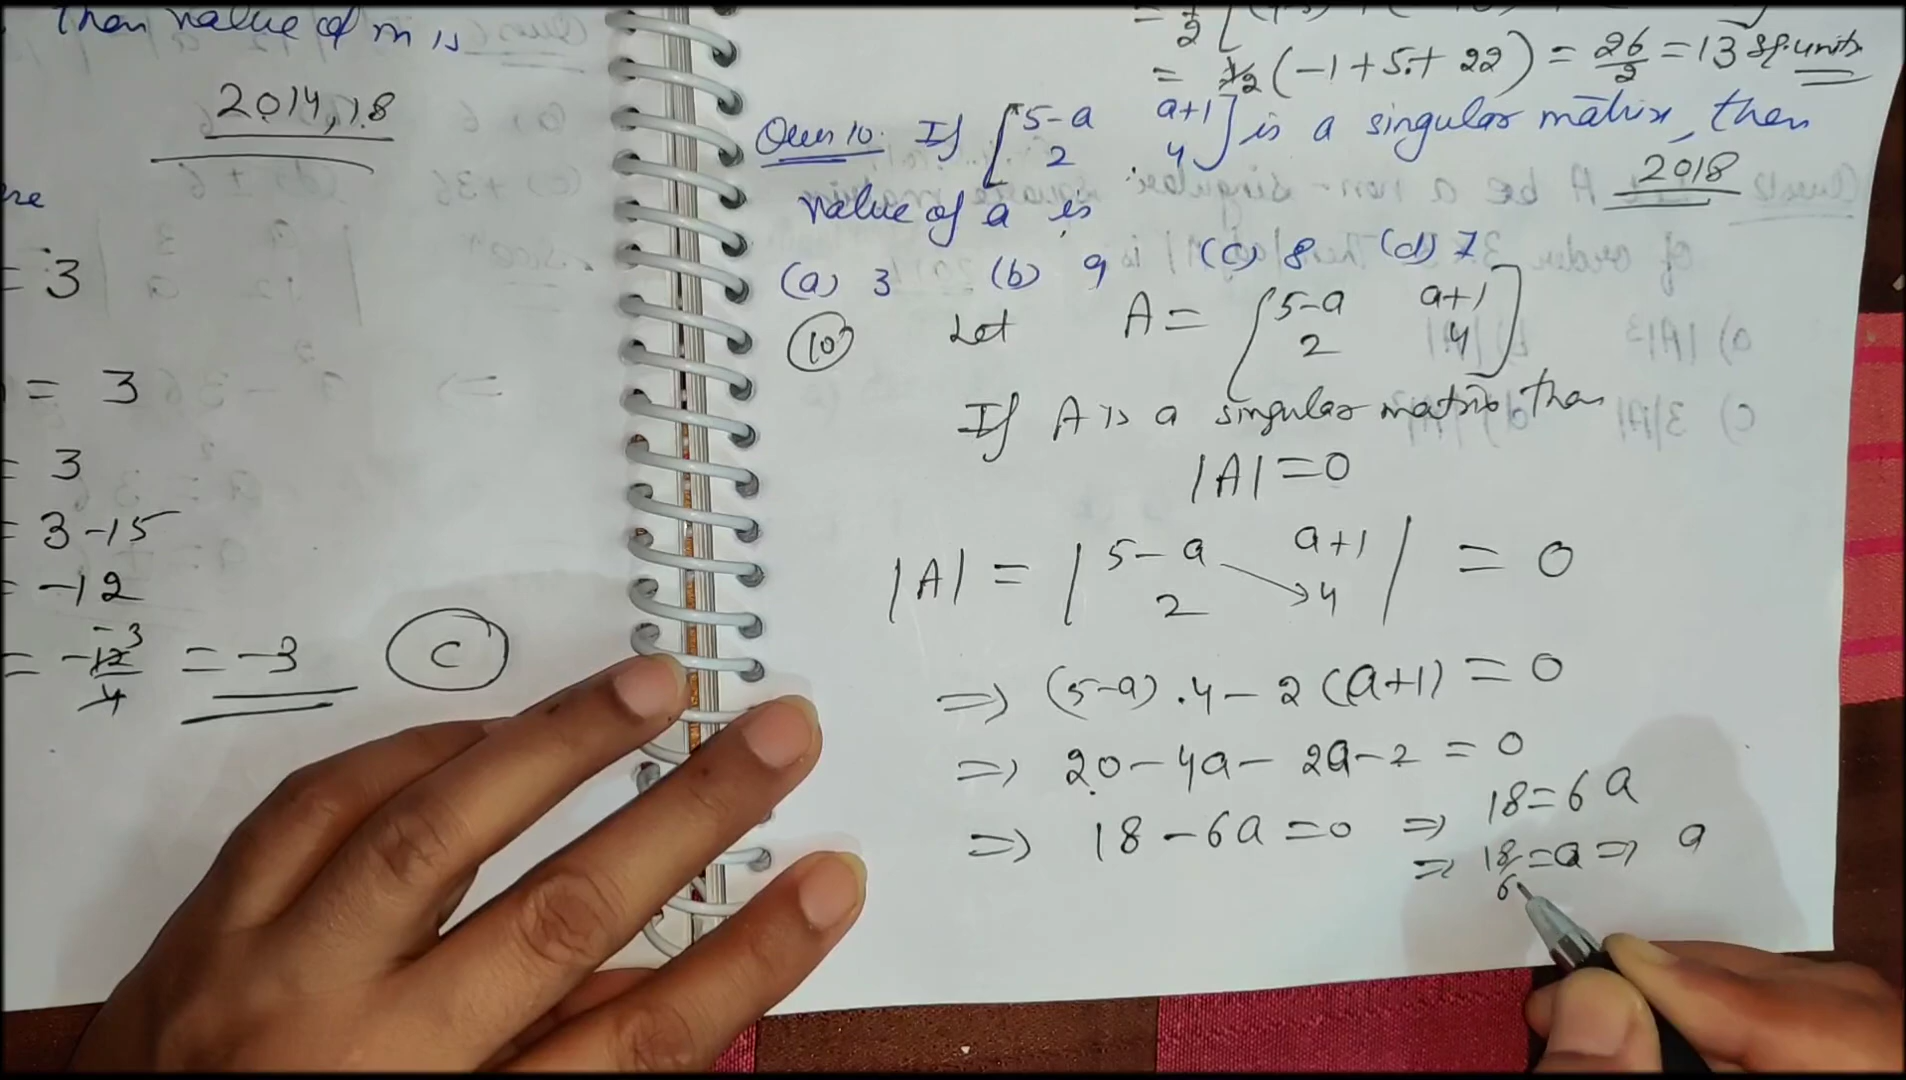 Then value of m is
2014, 18
re
= 3
= 3
= 3
= 3 - 15
= -12
= -12/4 -3 = -3 C
= 1/2 (-1 + 5 + 22) = 26/2 = 13 sq. units
Ques 10. If [5-a a+1
2 4] is a singular matrix, then
value of a is 2018
(a) 3 (b) 9 (c) 8 (d) 7
(10) Let A = [5-a a+1
2 4]
If A is a singular matrix then
|A| = 0
|A| = |5-a a+1
2 4| = 0
=> (5-a).4 - 2(a+1) = 0
=> 20 - 4a - 2a - 2 = 0
=> 18 - 6a = 0 => 18 = 6a
=> 18/6 = a => a